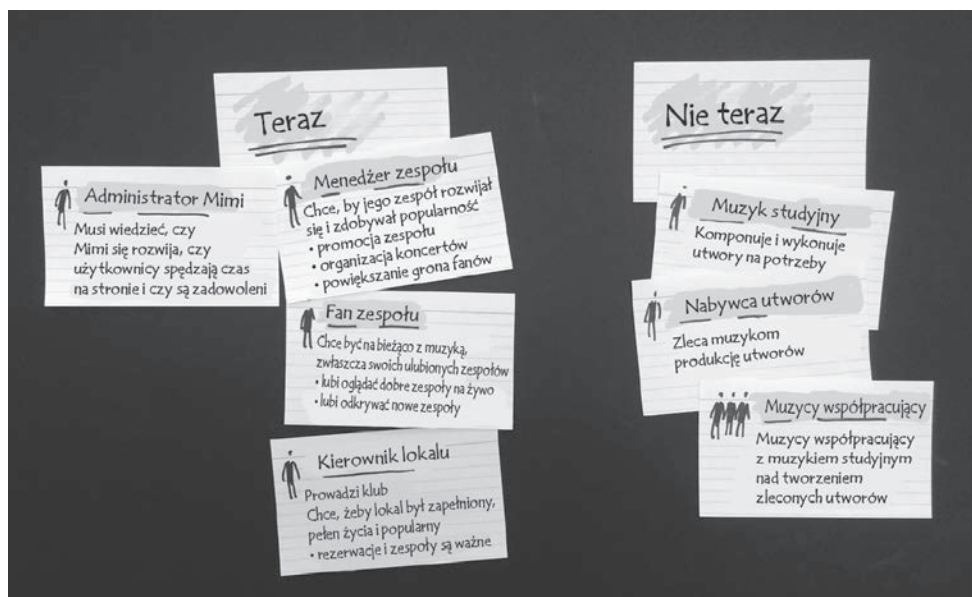 Teraz
Administrator Mimi
Musi wiedzieć, czy
Mimi się rozwija, czy
użytkownicy spędzają czas
na stronie i czy są zadowoleni
Menedżer zespołu
Chce, by jego zespół rozwijał
się i zdobywał popularność
• promocja zespołu
• organizacja koncertów
• powiększanie grona fanów
Fan zespołu
Chce być na bieżąco z muzyką,
zwłaszcza swoich ulubionych zespołów
• lubi oglądać dobre zespoły na żywo
• lubi odkrywać nowe zespoły
Kierownik lokalu
Prowadzi klub
Chce, żeby lokal był zapełniony,
pełen życia i popularny
• rezerwacje i zespoły są ważne
Nie teraz
Muzyk studyjny
Komponuje i wykonuje
utwory na potrzeby
Nabywca utworów
Zleca muzykom
produkcję utworów
Muzycy współpracujący
Muzycy współpracujący
z muzykiem studyjnym
nad tworzeniem
zleconych utworów